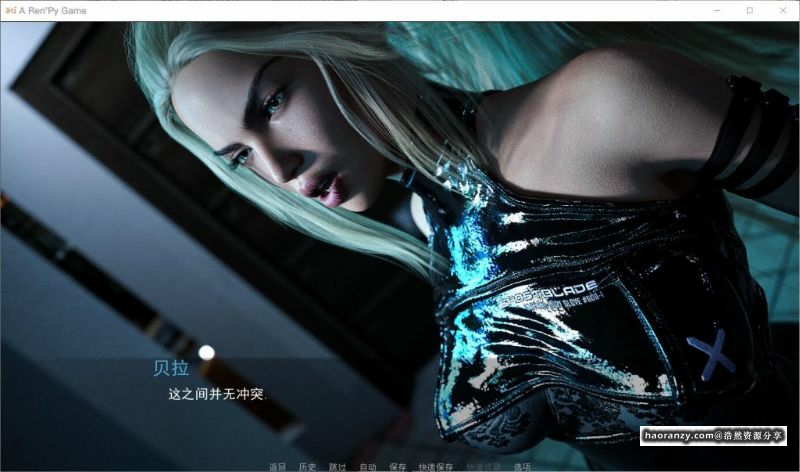 A Ren'Py Game
贝拉
这之间并无冲突.
haoranzy.com@浩然资源分享
返回 历史 跳过 自动 保存 快速保存 快速读取 选项